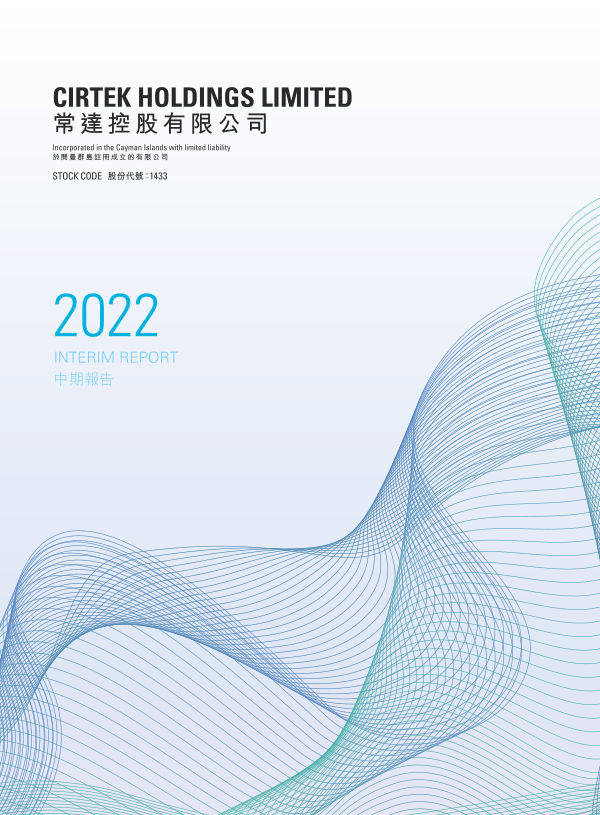 CIRTEK HOLDINGS LIMITED
常達控股有限公司
Incorporated in the Cayman Islands with limited liability
於開曼群島註冊成立的有限公司
STOCK CODE 股份代號：1433
2022
INTERIM REPORT
中期報告